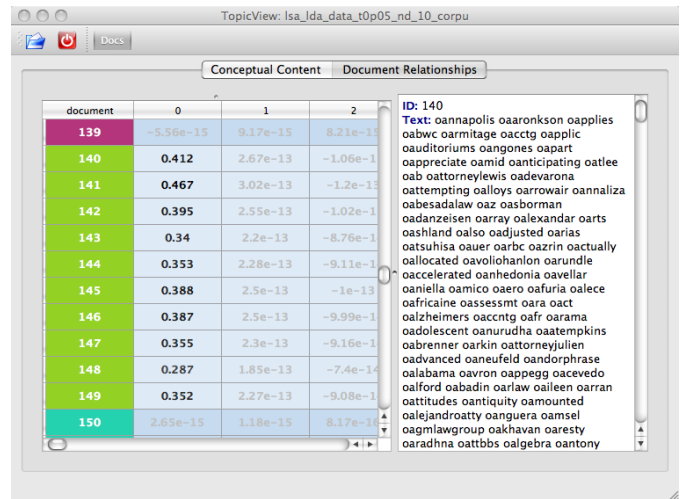 TopicView: lsa_lda_data_t0p05_nd_10_corpu
Docs
Conceptual Content Document Relationships
document 0 1 2
139 −5.56e−15 9.17e−15 8.21e−15
140 0.412 2.67e−13 −1.06e−1
141 0.467 3.02e−13 −1.2e−13
142 0.395 2.55e−13 −1.02e−1
143 0.34 2.2e−13 −8.76e−1
144 0.353 2.28e−13 −9.11e−1
145 0.388 2.5e−13 −1e−13
146 0.387 2.5e−13 −9.99e−1
147 0.355 2.3e−13 −9.16e−1
148 0.287 1.85e−13 −7.4e−14
149 0.352 2.27e−13 −9.08e−1
150 2.65e−15 1.18e−15 8.17e−16
ID: 140
Text: oannapolis oaaronkson oapplies
oabwc oarmitage oacctg oapplic
oauditoriums oangones oapart
oappreciate oamid oanticipating oatlee
oab oattorneylewis oadevarona
oattempting oalloys oarrowair oannaliza
oabesadalaw oaz oasborman
oadanzeisen oarray oalexandar oarts
oashland oalso oadjusted oarias
oatsuhisa oauer oarbc oazrin oactually
oallocated oavoliohanlon oarundle
oaccelerated oanhedonia oavellar
oaniella oamico oaero oafuria oalece
oafricaine oassessmt oara oact
oalzheimers oaccntg oafr oarama
oadolescent oanurudha oaatempkins
oabrenner oarkin oattorneyjulien
oadvanced oaneufeld oandorphrase
oalabama oavron oappegg oacevedo
oalford oabadin oarlaw oaileen oarran
oattitudes oantiquity oamounted
oalejandroatty oanguera oamsel
oagmlawgroup oakhavan oaresty
oaradhna oattbbs oalgebra oantony